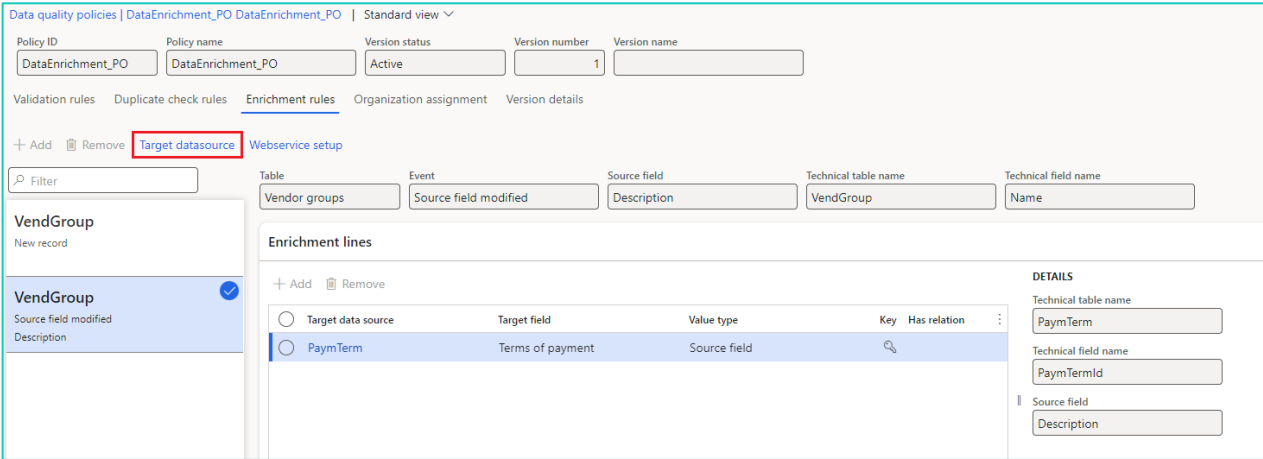 Data quality policies | DataEnrichment_PO DataEnrichment_PO | Standard view
Policy ID Policy name Version status Version number Version name
DataEnrichment_PO DataEnrichment_PO Active 1
Validation rules Duplicate check rules Enrichment rules Organization assignment Version details
Add Remove Target datasource Webservice setup
Filter
Table Event Source field Technical table name Technical field name
Vendor groups Source field modified Description VendGroup Name
VendGroup
New record
VendGroup
Source field modified
Description
Enrichment lines
Add Remove
Target data source Target field Value type Key Has relation
PaymTerm Terms of payment Source field
DETAILS
Technical table name
PaymTerm
Technical field name
PaymTermId
Source field
Description